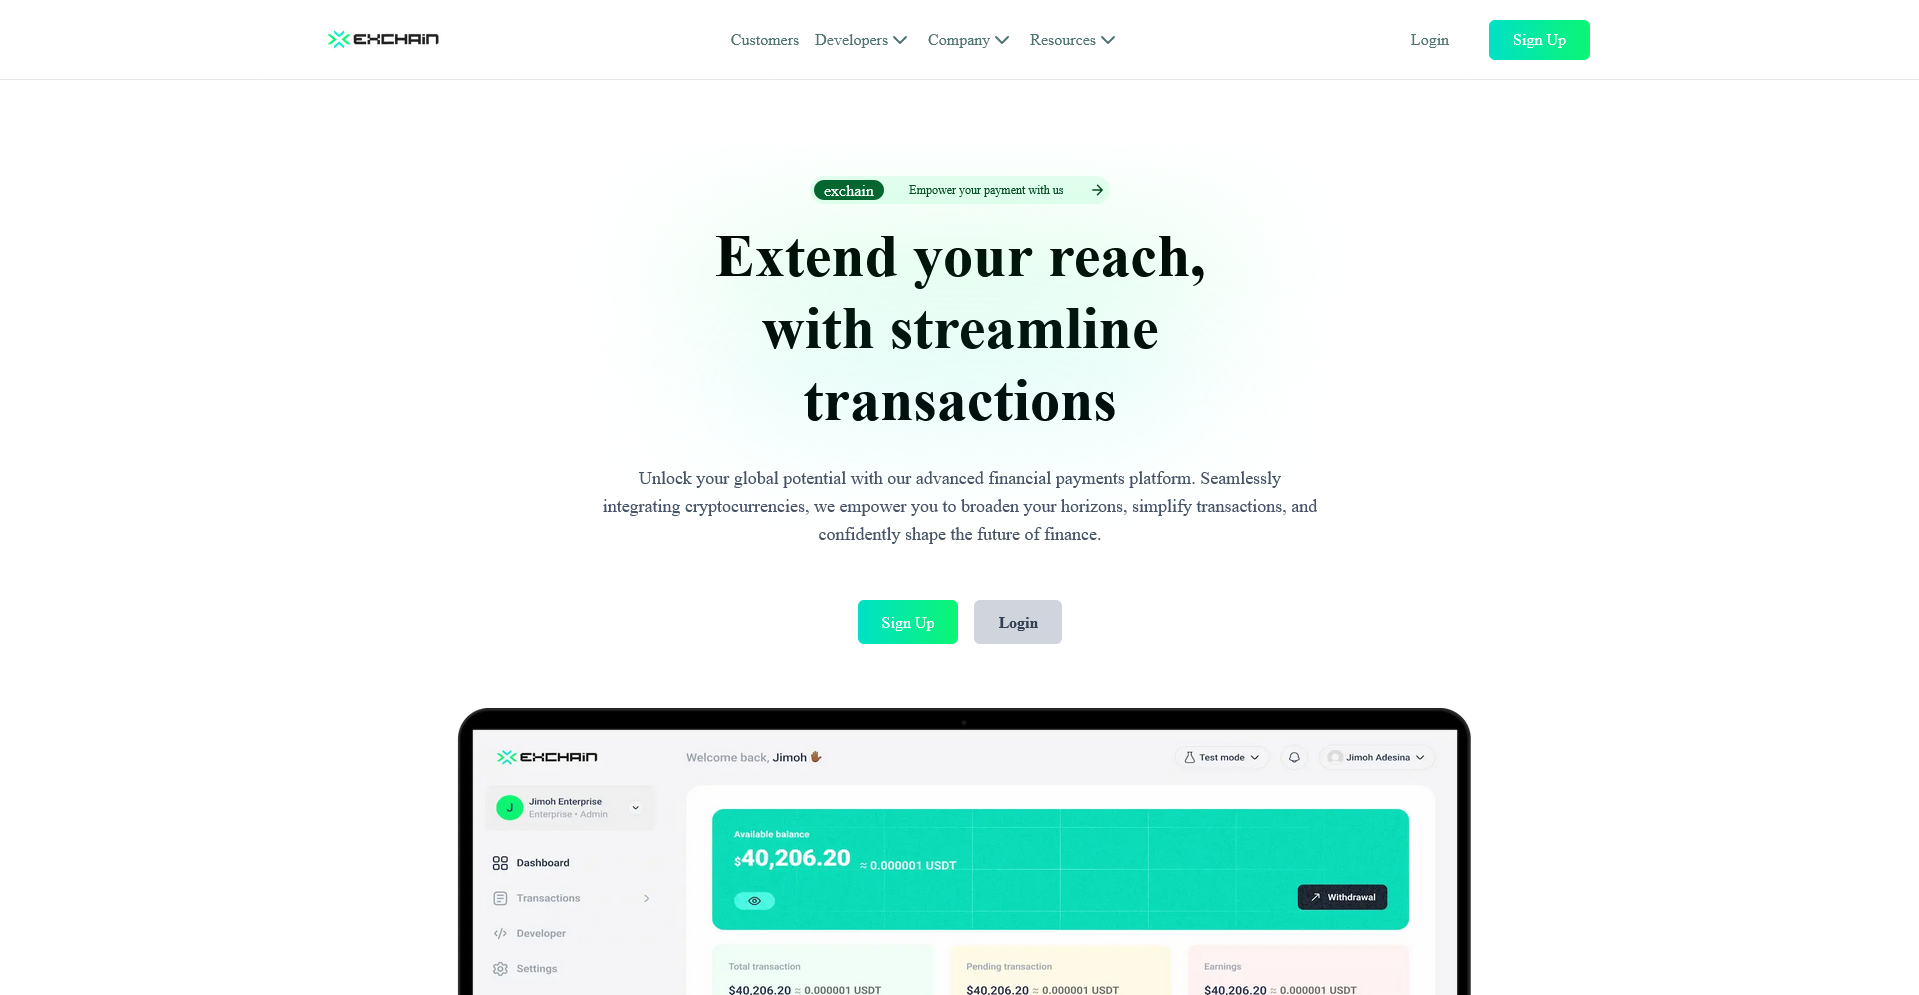 EXCHAIN
Customers Developers Company Resources
Login
Sign Up
exchain
Empower your payment with us
Extend your reach,
with streamline
transactions
Unlock your global potential with our advanced financial payments platform. Seamlessly
integrating cryptocurrencies, we empower you to broaden your horizons, simplify transactions, and
confidently shape the future of finance.
Sign Up
Login
EXCHAIN
Welcome back, Jimoh
Test mode
Jimoh Adesina
J
Jimoh Enterprise
Enterprise • Admin
Dashboard
Transactions
Developer
Settings
Available balance
$40,206.20 ≈ 0.000001 USDT
Withdrawal
Total transaction
$40,206.20 ≈ 0.000001 USDT
Pending transaction
$40,206.20 ≈ 0.000001 USDT
Earnings
$40,206.20 ≈ 0.000001 USDT